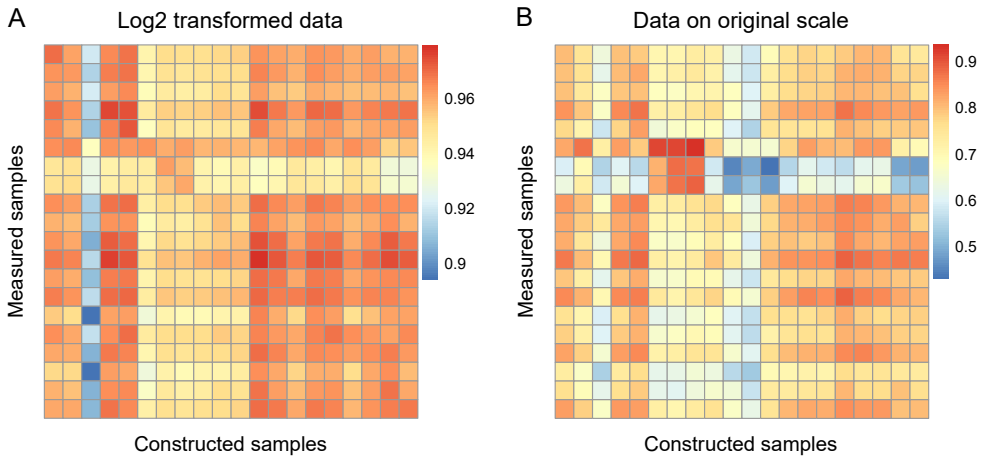 A
Log2 transformed data
Measured samples
0.96
0.94
0.92
0.9
Constructed samples
B
Data on original scale
Measured samples
0.9
0.8
0.7
0.6
0.5
Constructed samples